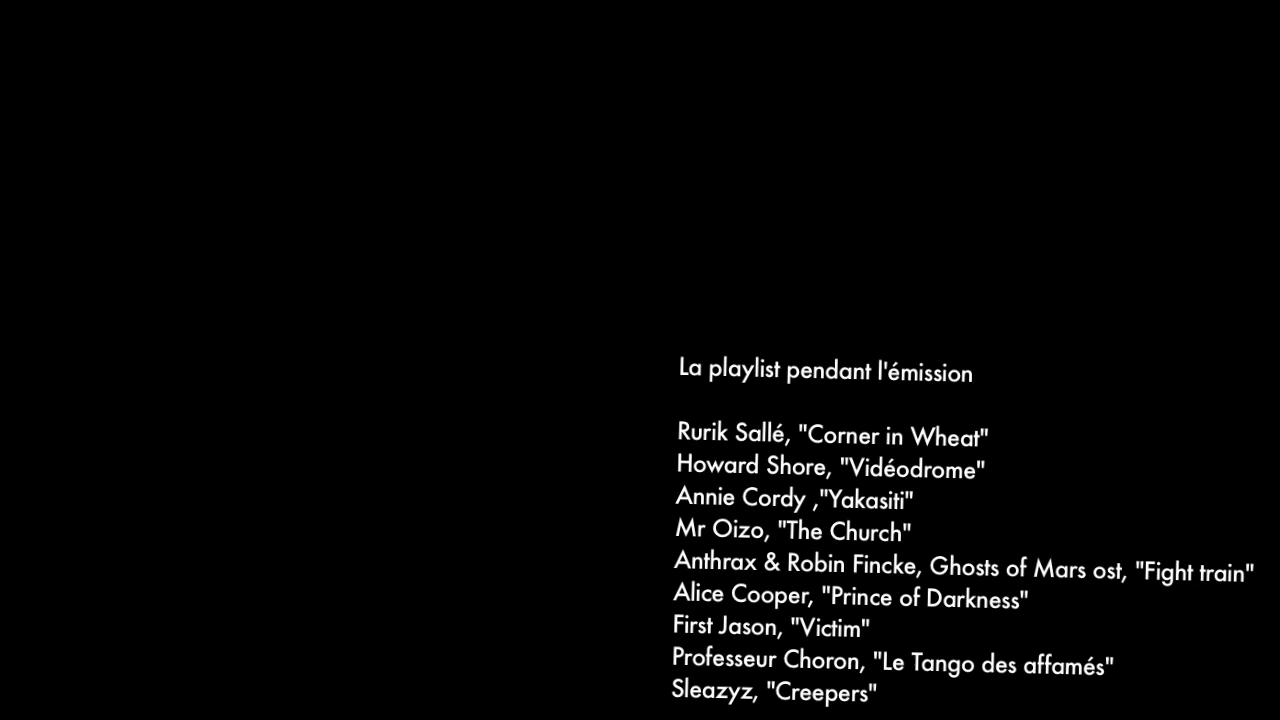 La playlist pendant l'émission
Rurik Sallé, "Corner in Wheat"
Howard Shore, "Vidéodrome"
Annie Cordy ,"Yakasiti"
Mr Oizo, "The Church"
Anthrax & Robin Fincke, Ghosts of Mars ost, "Fight train"
Alice Cooper, "Prince of Darkness"
First Jason, "Victim"
Professeur Choron, "Le Tango des affamés"
Sleazyz, "Creepers"